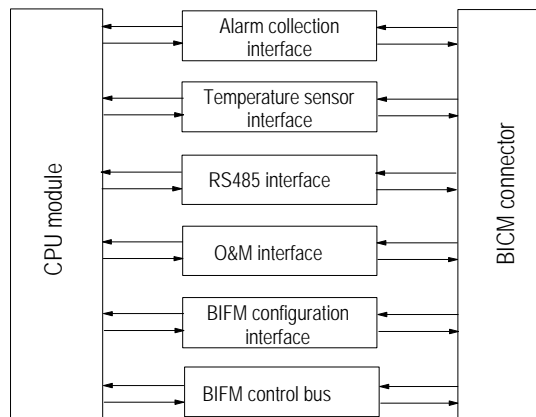 Alarm collection
interface
Temperature sensor
interface
RS485 interface
O&M interface
BIFM configuration
interface
BIFM control bus
CPU module
BICM connector